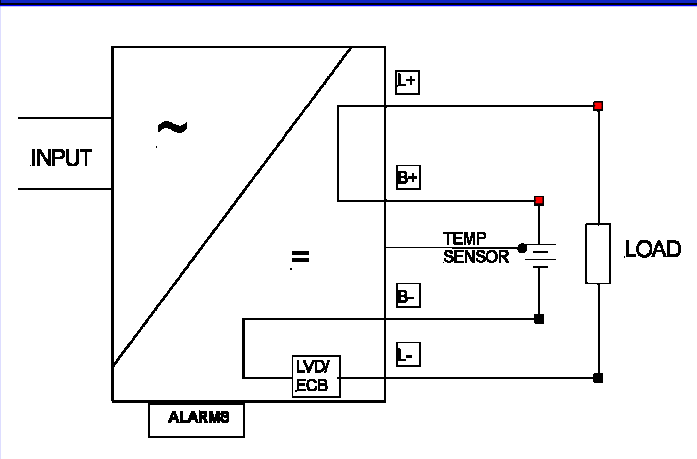 L+
~
INPUT
B+
TEMP
SENSOR
LOAD
=
B-
L-
LVD/
ECB
ALARMS